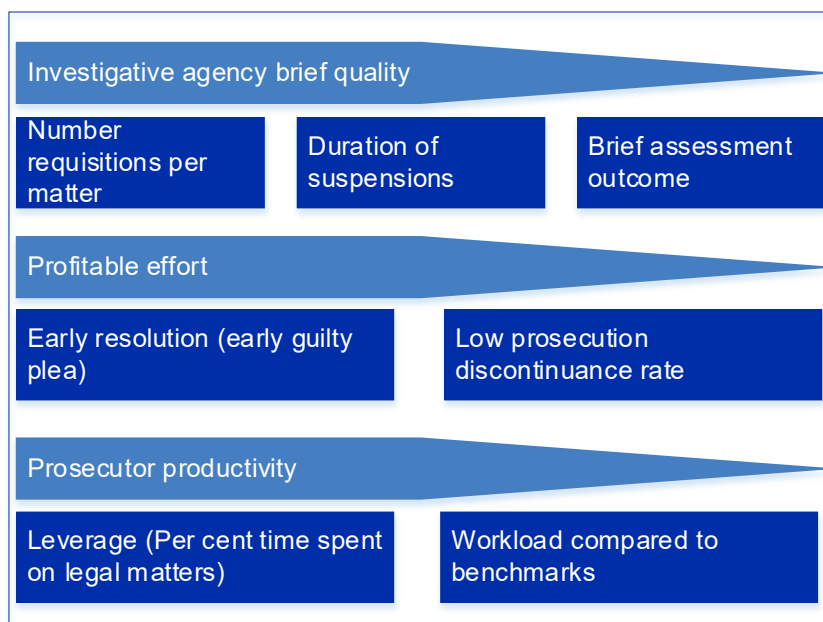 Investigative agency brief quality
Number
requisitions per
matter
Duration of
suspensions
Brief assessment
outcome
Profitable effort
Early resolution (early guilty
plea)
Low prosecution
discontinuance rate
Prosecutor productivity
Leverage (Per cent time spent
on legal matters)
Workload compared to
benchmarks